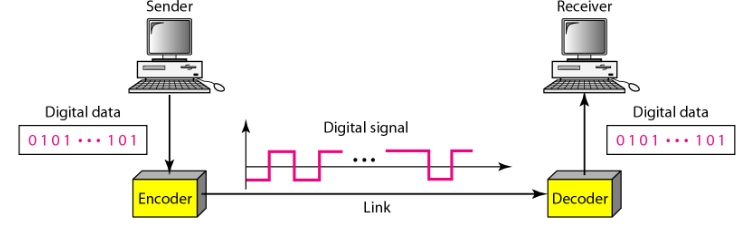 Sender
Receiver
Digital data
0101 ••• 101
Digital signal
•••
Digital data
0101 ••• 101
Encoder
Link
Decoder